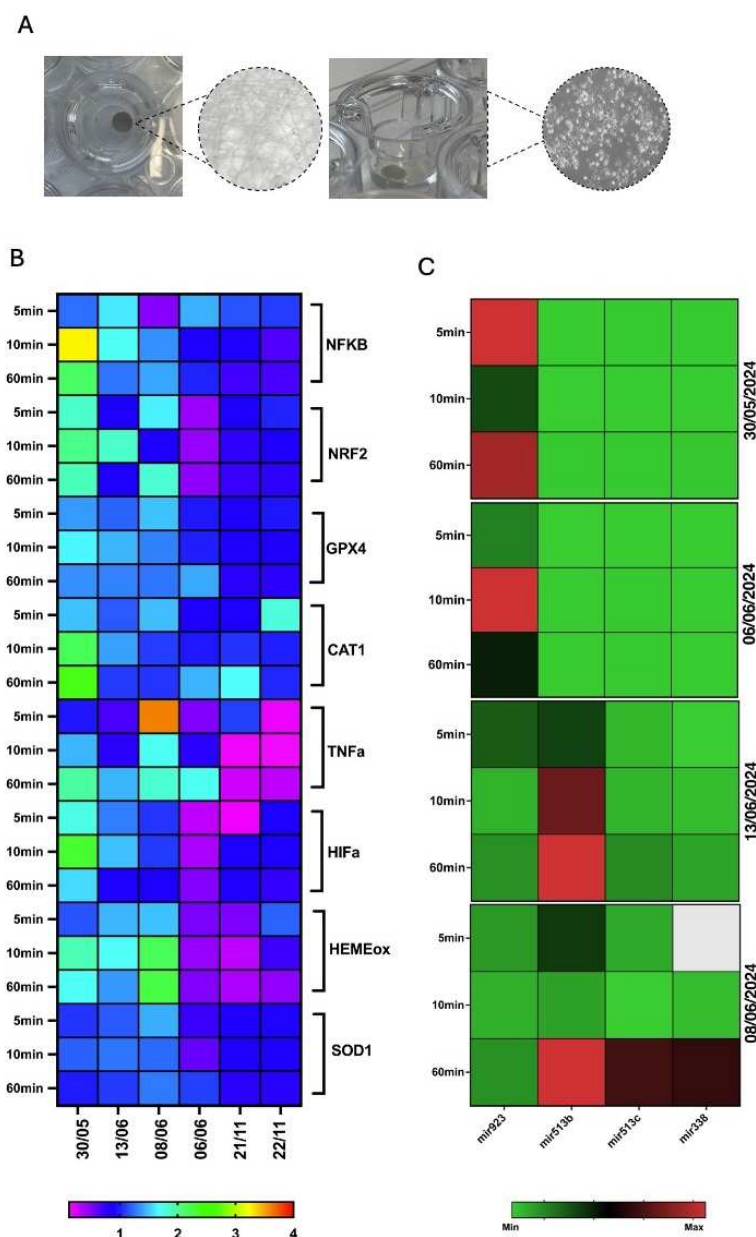 A
B
5min
10min
60min
NFKB
5min
10min
60min
NRF2
5min
10min
60min
GPX4
5min
10min
60min
CAT1
5min
10min
60min
TNFa
5min
10min
60min
HIFa
5min
10min
60min
HEMEox
5min
10min
60min
SOD1
30/05 13/06 08/06 06/06 21/11 22/11
1 2 3 4
C
5min
10min
60min
30/05/2024
5min
10min
60min
06/06/2024
5min
10min
60min
13/06/2024
5min
10min
60min
08/06/2024
mir923 mir513b mir513c mir338
Min Max